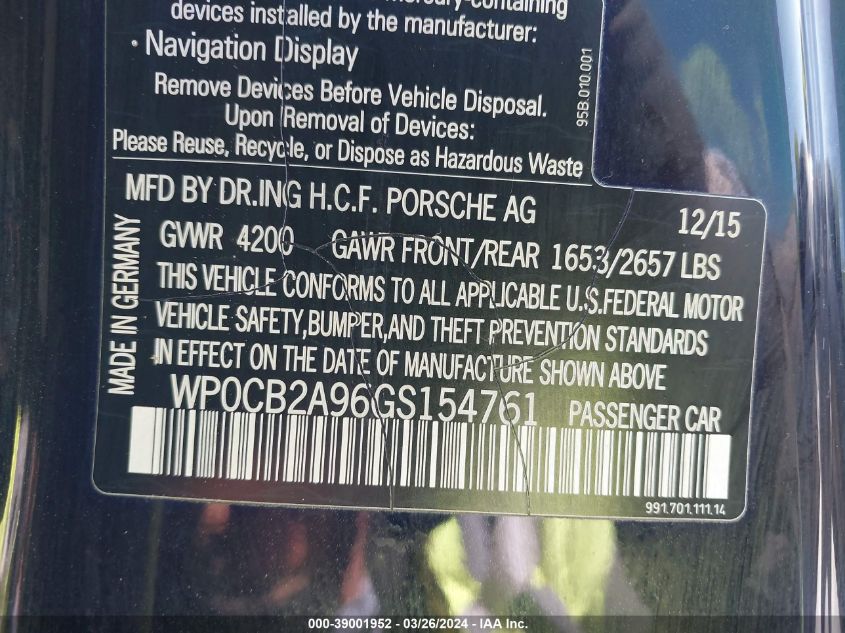 mercury-containing
devices installed by the manufacturer:
· Navigation Display
Remove Devices Before Vehicle Disposal.
Upon Removal of Devices:
Please Reuse, Recycle, or Dispose as Hazardous Waste
95B.010.001
MFD BY DR.ING H.C.F. PORSCHE AG 12/15
GVWR 4200 GAWR FRONT/REAR 1653/2657 LBS
THIS VEHICLE CONFORMS TO ALL APPLICABLE U.S.FEDERAL MOTOR
VEHICLE SAFETY,BUMPER,AND THEFT PREVENTION STANDARDS
IN EFFECT ON THE DATE OF MANUFACTURE SHOWN ABOVE
MADE IN GERMANY
WP0CB2A96GS154761 PASSENGER CAR
991.701.111.14
000-39001952 - 03/26/2024 - IAA Inc.